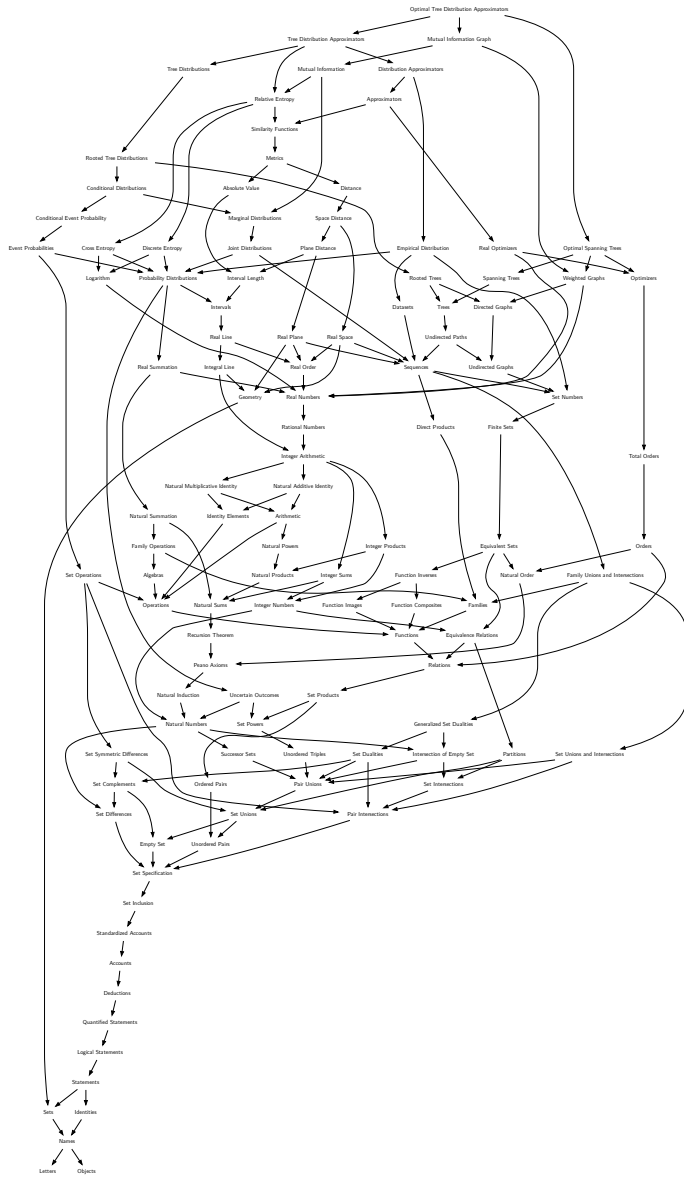 Optimal Tree Distribution Approximators
Tree Distribution Approximators
Mutual Information Graph
Tree Distributions
Mutual Information
Distribution Approximators
Relative Entropy
Approximators
Similarity Functions
Rooted Tree Distributions
Metrics
Conditional Distributions
Absolute Value
Distance
Conditional Event Probability
Marginal Distributions
Space Distance
Event Probabilities
Cross Entropy
Discrete Entropy
Joint Distributions
Plane Distance
Empirical Distribution
Real Optimizers
Optimal Spanning Trees
Logarithm
Probability Distributions
Interval Length
Rooted Trees
Spanning Trees
Weighted Graphs
Optimizers
Intervals
Datasets
Trees
Directed Graphs
Real Line
Real Plane
Real Space
Undirected Paths
Real Summation
Integral Line
Real Order
Sequences
Undirected Graphs
Geometry
Real Numbers
Set Numbers
Rational Numbers
Direct Products
Finite Sets
Integer Arithmetic
Total Orders
Natural Multiplicative Identity
Natural Additive Identity
Natural Summation
Identity Elements
Arithmetic
Family Operations
Natural Powers
Integer Products
Equivalent Sets
Orders
Set Operations
Algebras
Natural Products
Integer Sums
Function Inverses
Natural Order
Family Unions and Intersections
Operations
Natural Sums
Integer Numbers
Function Images
Function Composites
Families
Recursion Theorem
Functions
Equivalence Relations
Peano Axioms
Relations
Natural Induction
Uncertain Outcomes
Set Products
Natural Numbers
Set Powers
Generalized Set Dualities
Set Symmetric Differences
Successor Sets
Unordered Triples
Set Dualities
Intersection of Empty Set
Partitions
Set Unions and Intersections
Set Complements
Ordered Pairs
Pair Unions
Set Intersections
Set Differences
Set Unions
Pair Intersections
Empty Set
Unordered Pairs
Set Specification
Set Inclusion
Standardized Accounts
Accounts
Deductions
Quantified Statements
Logical Statements
Statements
Sets
Identities
Names
Letters
Objects